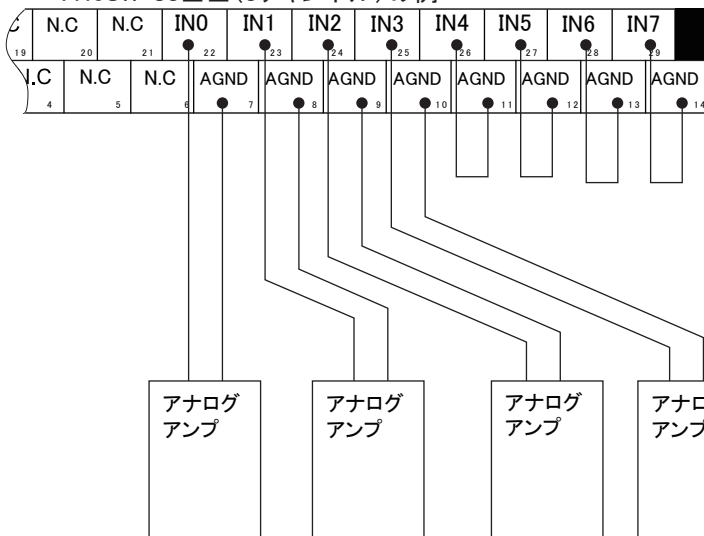 N.C N.C IN0 IN1 IN2 IN3 IN4 IN5 IN6 IN7
19 20 21 22 23 24 25 26 27 28 29
N.C N.C AGND AGND AGND AGND AGND AGND AGND AGND
4 5 6 7 8 9 10 11 12 13 14
アナログ アナログ アナログ
アンプ アンプ アンプ アンプ